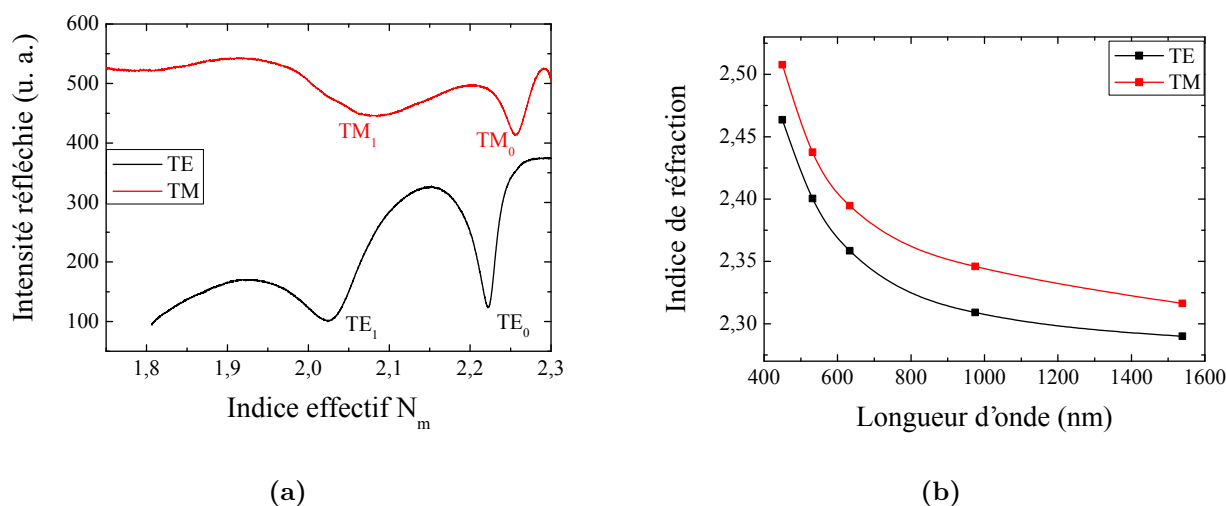 600
500
400
300
200
100
Intensité réfléchie (u. a.)
TE
TM
TM1
TM0
TE1
TE0
1,8
1,9
2,0
2,1
2,2
2,3
Indice effectif Nm
(a)
2,50
2,45
2,40
2,35
2,30
Indice de réfraction
TE
TM
400
600
800
1000
1200
1400
1600
Longueur d'onde (nm)
(b)